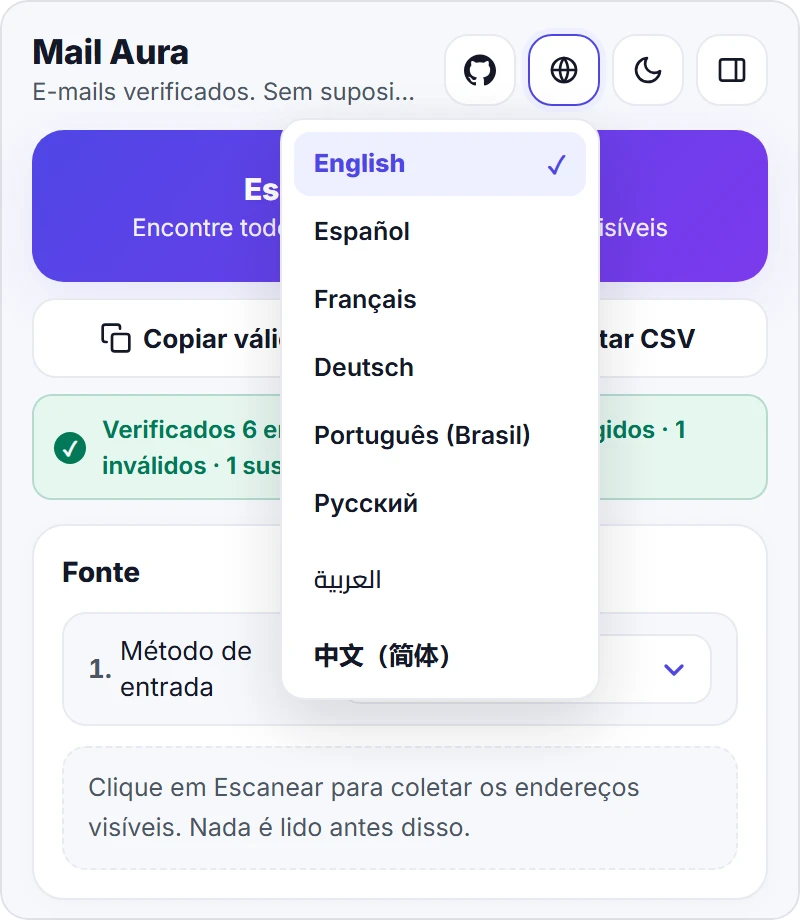 Mail Aura
E-mails verificados. Sem suposi...
English
Es
Encontre tod
isíveis
Español
Français
Copiar váli
tar CSV
Deutsch
Verificados 6 e
gidos · 1
inválidos · 1 sus
Português (Brasil)
Русский
Fonte
العربية
1. Método de
entrada
中文（简体）
Clique em Escanear para coletar os endereços
visíveis. Nada é lido antes disso.